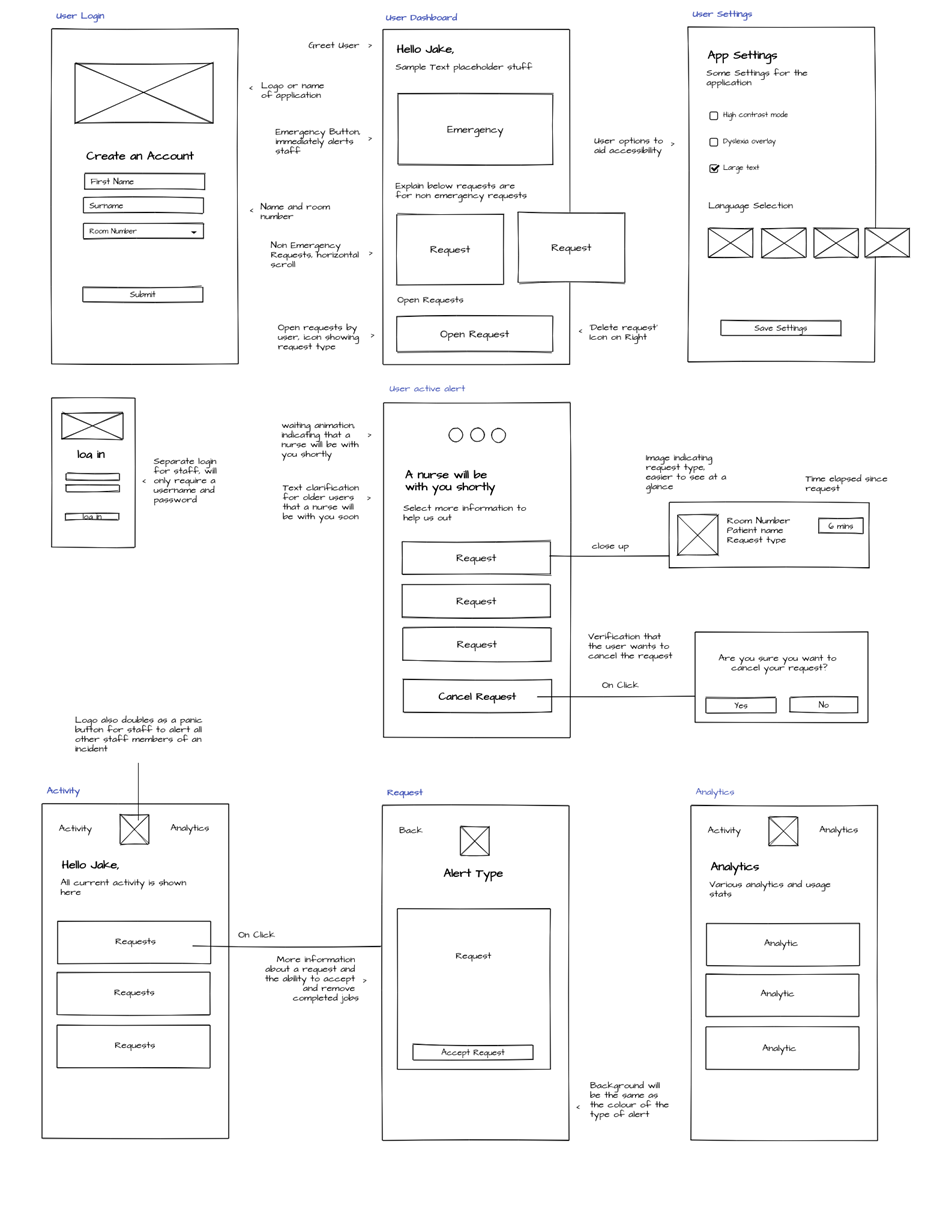 User Login
User Dashboard
User Settings
Create an Account
First Name
Surname
Room Number
Submit
< Logo or name
of application
< Name and room
number
Greet User >
Emergency Button, >
immediately alerts
staff
Non Emergency
Requests, horizontal >
scroll
Open requests by
user, icon showing >
request type
Hello Jake,
Sample Text placeholder stuff
Emergency
Explain below requests are
for non emergency requests
Request
Request
Open Requests
Open Request
< 'Delete request'
Icon on Right
User options to
aid accessibility >
App Settings
Some Settings for the
application
High contrast mode
Dyslexia overlay
Large text
Language Selection
Save Settings
log in
log in
Separate login
for staff, will
< only require a
username and
password
User active alert
waiting animation,
indicating that a >
nurse will be with
you shortly
Text clarification
for older users >
that a nurse will
be with you soon
A nurse will be
with you shortly
Select more information to
help us out
Request
Request
Request
Cancel Request
close up
Image indicating
request type,
easier to see at a
glance
Time elapsed since
request
Room Number
Patient name
Request type
6 mins
Verification that
the user wants to
cancel the request
On Click
Are you sure you want to
cancel your request?
Yes
No
Logo also doubles as a panic
button for staff to alert all
other staff members of an
incident
Activity
Activity
Analytics
Hello Jake,
All current activity is shown
here
Requests
Requests
Requests
On Click
More information
about a request and
the ability to accept >
and remove
completed jobs
Request
Back
Alert Type
Request
Accept Request
Background will
be the same as
< the colour of the
type of alert
Analytics
Activity
Analytics
Analytics
Various analytics and usage
stats
Analytic
Analytic
Analytic